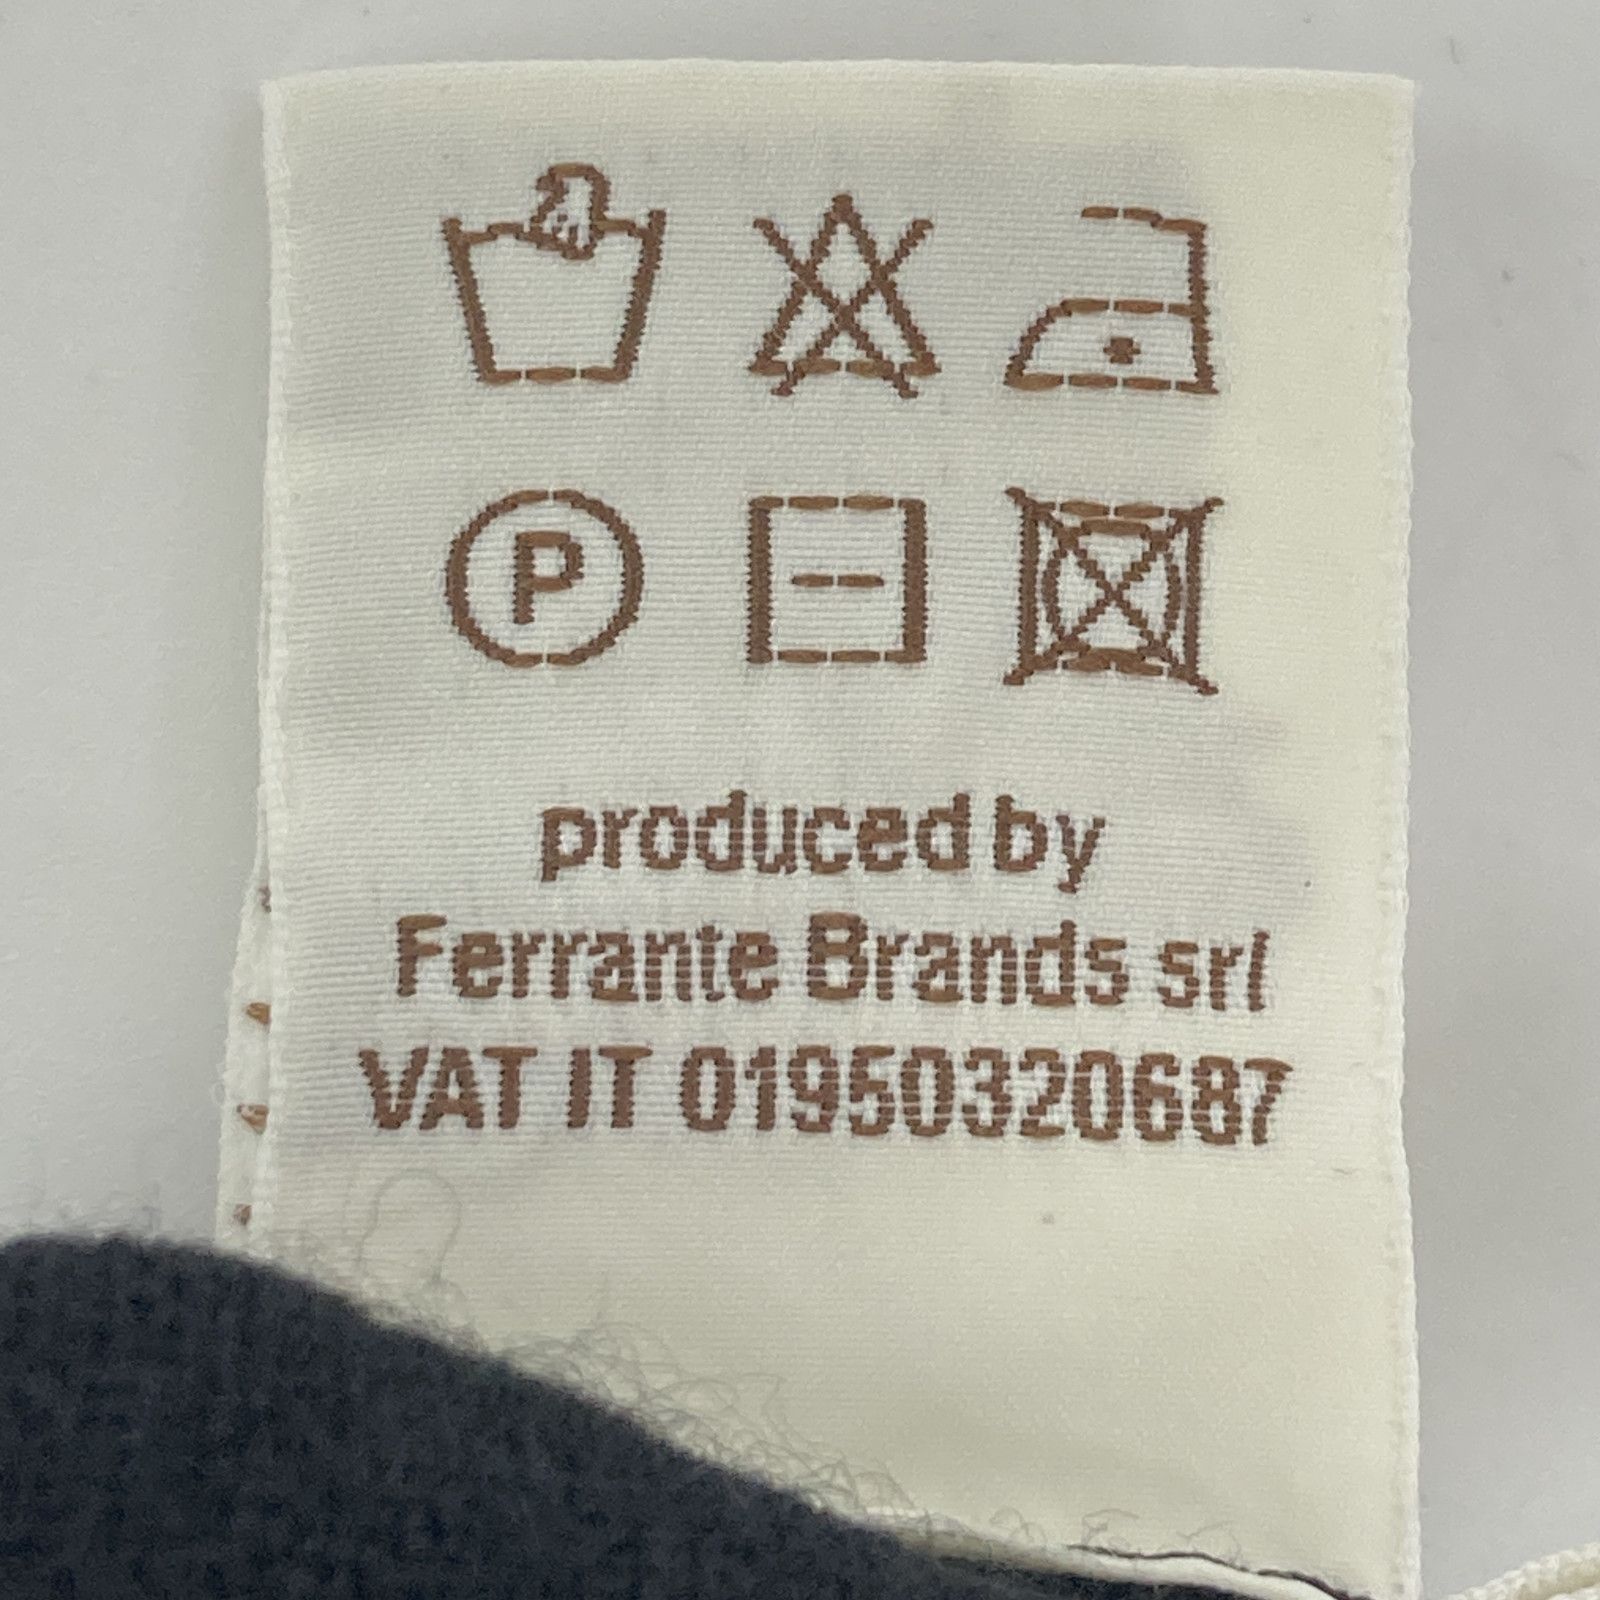 P
produced by
Ferrante Brands srl
VAT IT 01950320687